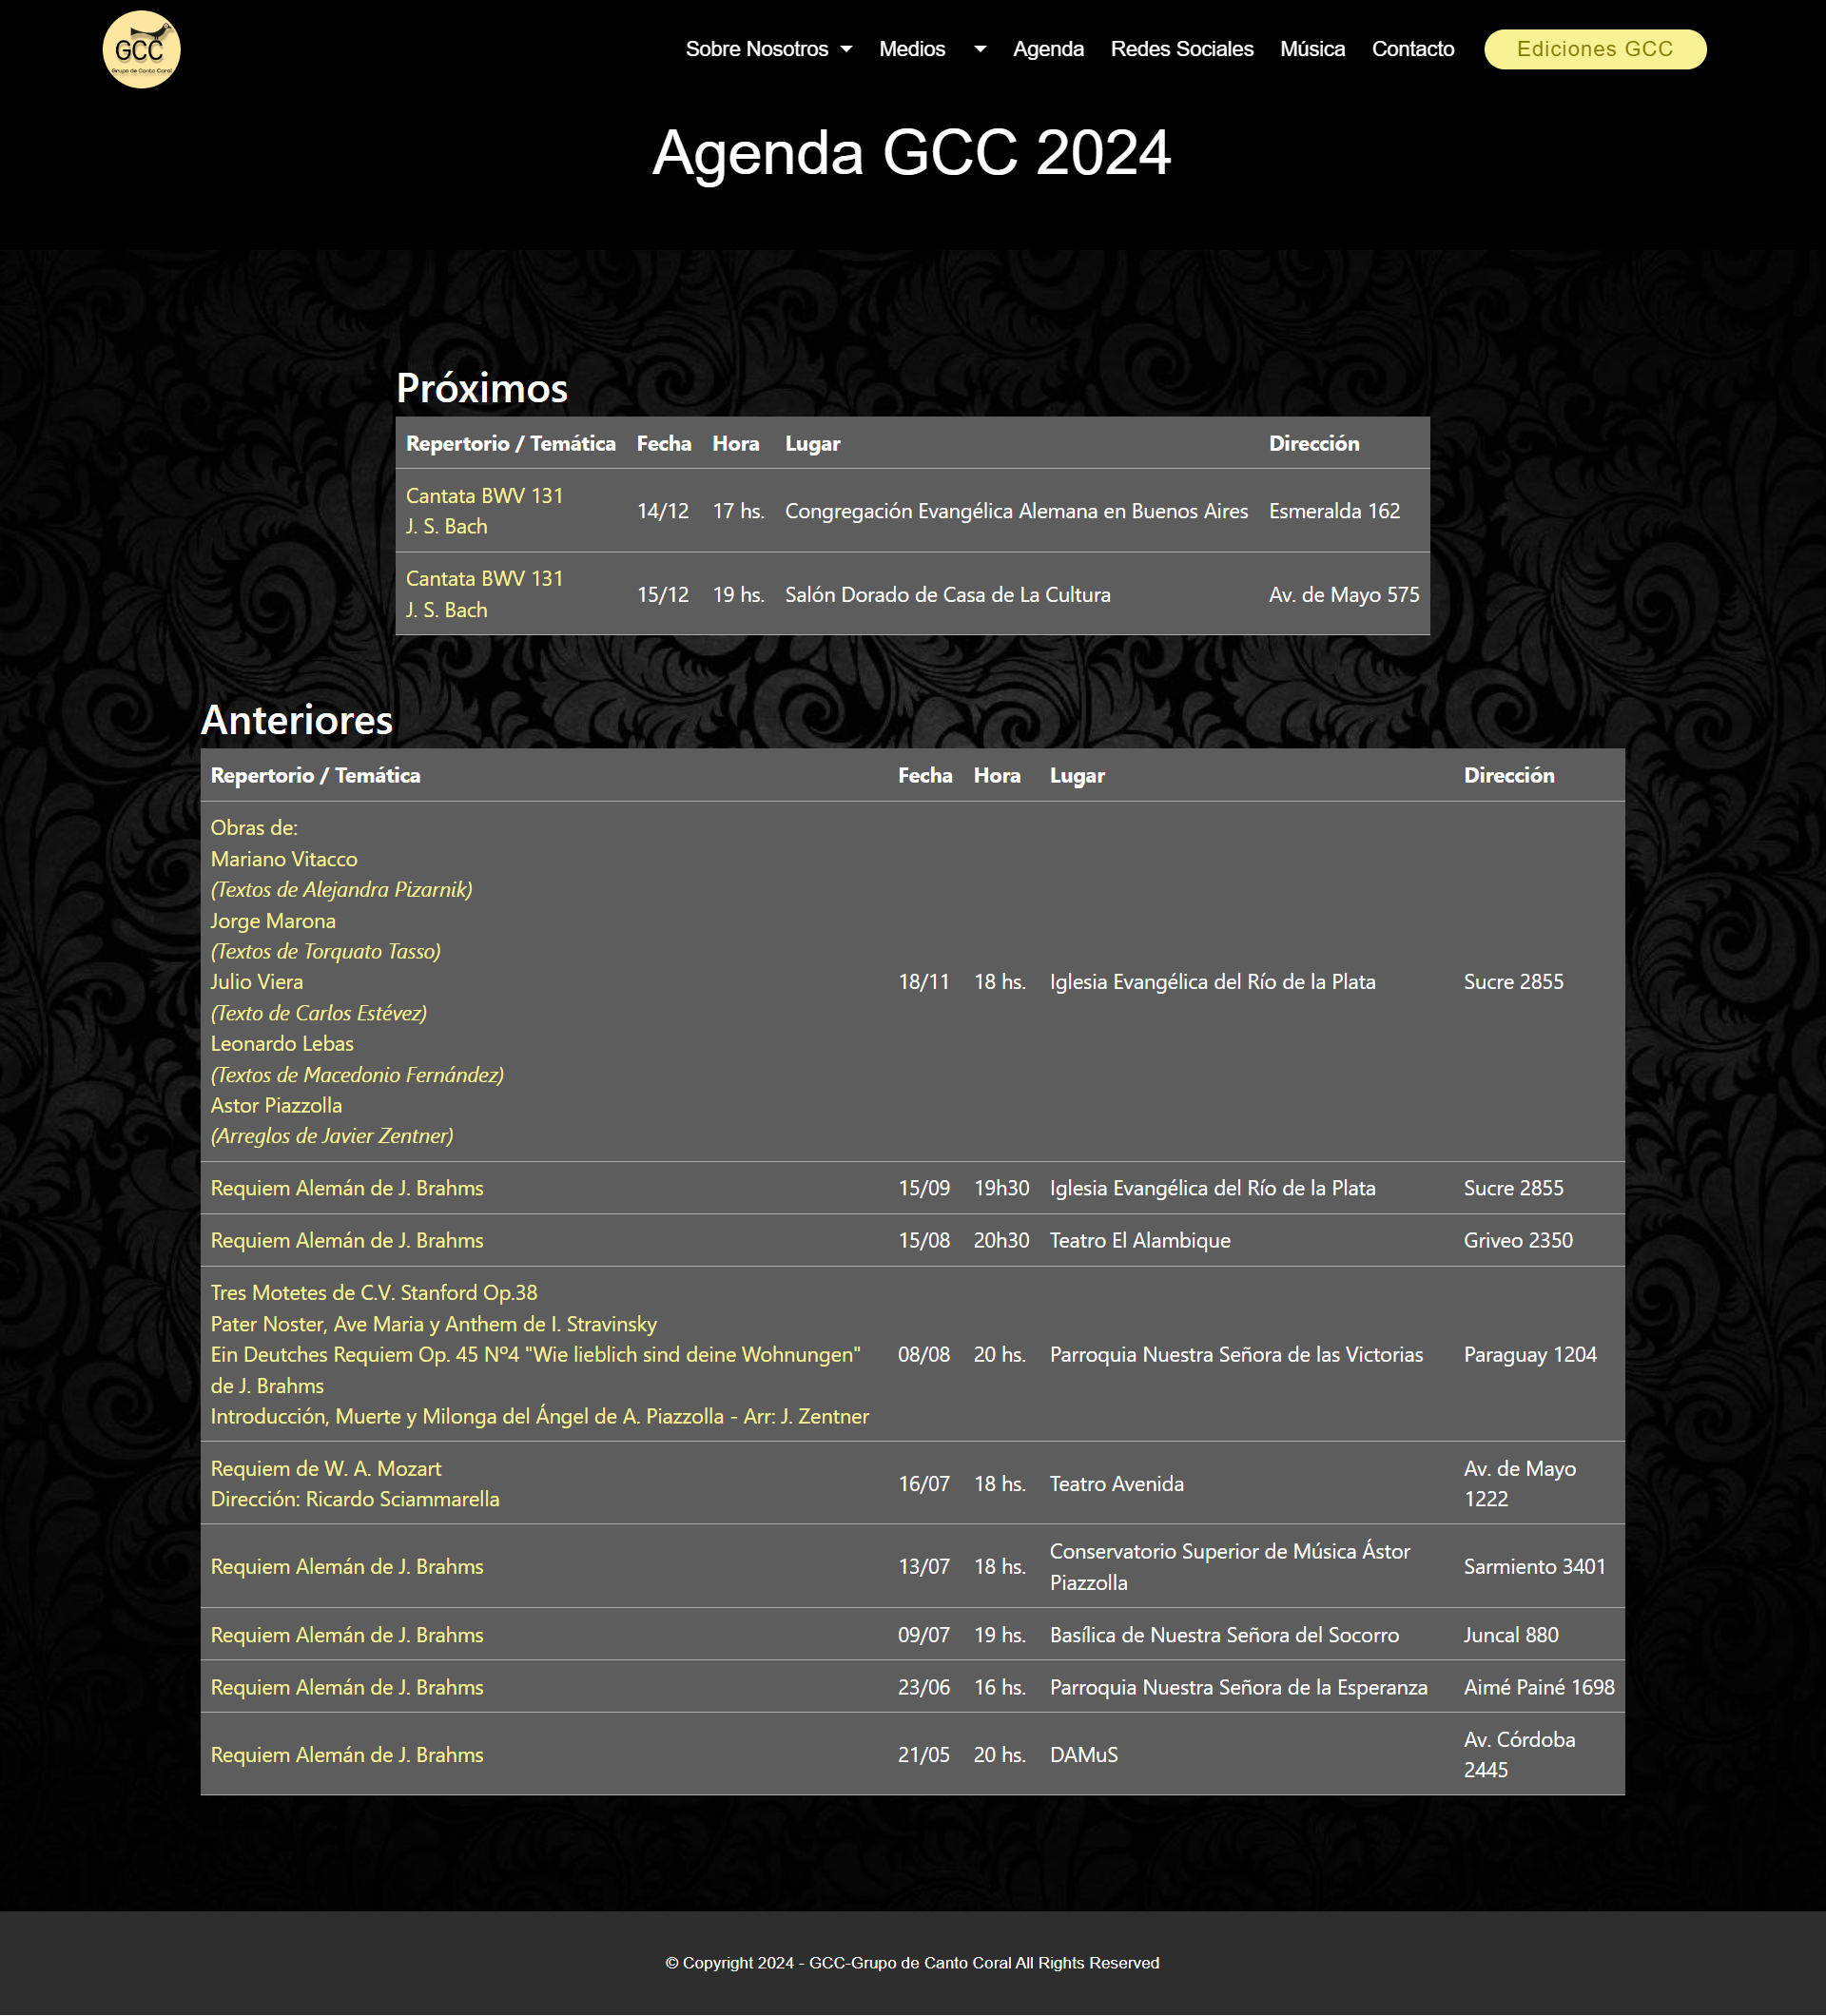 GCC
Grupo de Canto Coral
Sobre Nosotros
Medios
Agenda
Redes Sociales
Música
Contacto
Ediciones GCC
Agenda GCC 2024
Próximos
Repertorio / Temática Fecha Hora Lugar Dirección
Cantata BWV 131
J. S. Bach
14/12 17 hs. Congregación Evangélica Alemana en Buenos Aires Esmeralda 162
Cantata BWV 131
J. S. Bach
15/12 19 hs. Salón Dorado de Casa de La Cultura Av. de Mayo 575
Anteriores
Repertorio / Temática Fecha Hora Lugar Dirección
Obras de:
Mariano Vitacco
(Textos de Alejandra Pizarnik)
Jorge Marona
(Textos de Torquato Tasso)
Julio Viera
(Texto de Carlos Estévez)
Leonardo Lebas
(Textos de Macedonio Fernández)
Astor Piazzolla
(Arreglos de Javier Zentner)
18/11 18 hs. Iglesia Evangélica del Río de la Plata Sucre 2855
Requiem Alemán de J. Brahms 15/09 19h30 Iglesia Evangélica del Río de la Plata Sucre 2855
Requiem Alemán de J. Brahms 15/08 20h30 Teatro El Alambique Griveo 2350
Tres Motetes de C.V. Stanford Op.38
Pater Noster, Ave Maria y Anthem de I. Stravinsky
Ein Deutches Requiem Op. 45 Nº4 "Wie lieblich sind deine Wohnungen"
de J. Brahms
Introducción, Muerte y Milonga del Ángel de A. Piazzolla - Arr: J. Zentner
08/08 20 hs. Parroquia Nuestra Señora de las Victorias Paraguay 1204
Requiem de W. A. Mozart
Dirección: Ricardo Sciammarella
16/07 18 hs. Teatro Avenida
Av. de Mayo
1222
Requiem Alemán de J. Brahms 13/07 18 hs.
Conservatorio Superior de Música Ástor
Piazzolla
Sarmiento 3401
Requiem Alemán de J. Brahms 09/07 19 hs. Basílica de Nuestra Señora del Socorro Juncal 880
Requiem Alemán de J. Brahms 23/06 16 hs. Parroquia Nuestra Señora de la Esperanza Aimé Painé 1698
Requiem Alemán de J. Brahms 21/05 20 hs. DAMuS
Av. Córdoba
2445
© Copyright 2024 - GCC-Grupo de Canto Coral All Rights Reserved